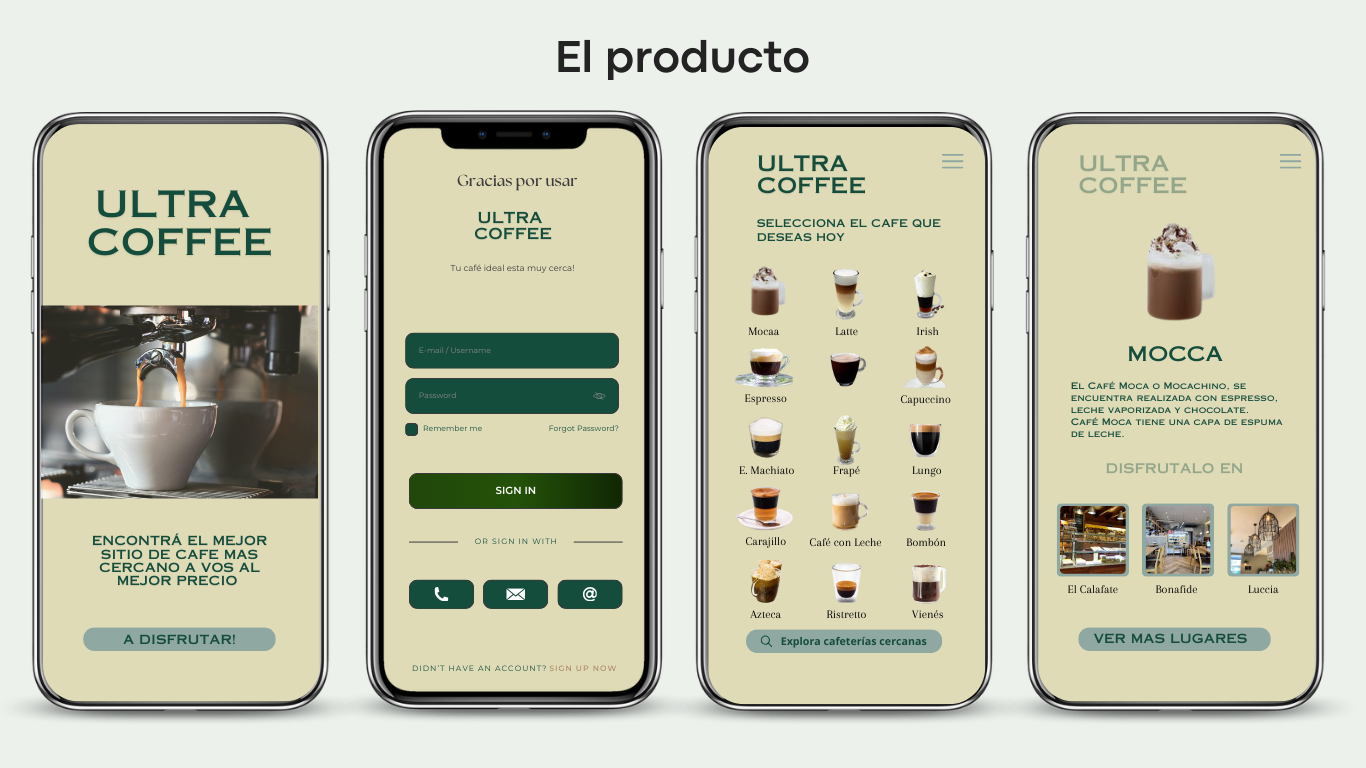 El producto
ULTRA
COFFEE
ENCONTRÁ EL MEJOR
SITIO DE CAFE MAS
CERCANO A VOS AL
MEJOR PRECIO
A DISFRUTAR!
Gracias por usar
ULTRA
COFFEE
Tu café ideal esta muy cerca!
E-mail / Username
Password
Remember me
Forgot Password?
SIGN IN
OR SIGN IN WITH
@
DIDN'T HAVE AN ACCOUNT? SIGN UP NOW
ULTRA
COFFEE
SELECCIONA EL CAFE QUE
DESEAS HOY
Mocaa
Latte
Irish
Espresso
Capuccino
E. Machiato
Frapé
Lungo
Carajillo
Café con Leche
Bombón
Azteca
Ristretto
Vienés
Explora cafeterías cercanas
ULTRA
COFFEE
MOCCA
EL CAFÉ MOCA O MOCACHINO, SE
ENCUENTRA REALIZADA CON ESPRESSO,
LECHE VAPORIZADA Y CHOCOLATE.
CAFÉ MOCA TIENE UNA CAPA DE ESPUMA
DE LECHE.
DISFRUTALO EN
El Calafate
Bonafide
Luccia
VER MAS LUGARES